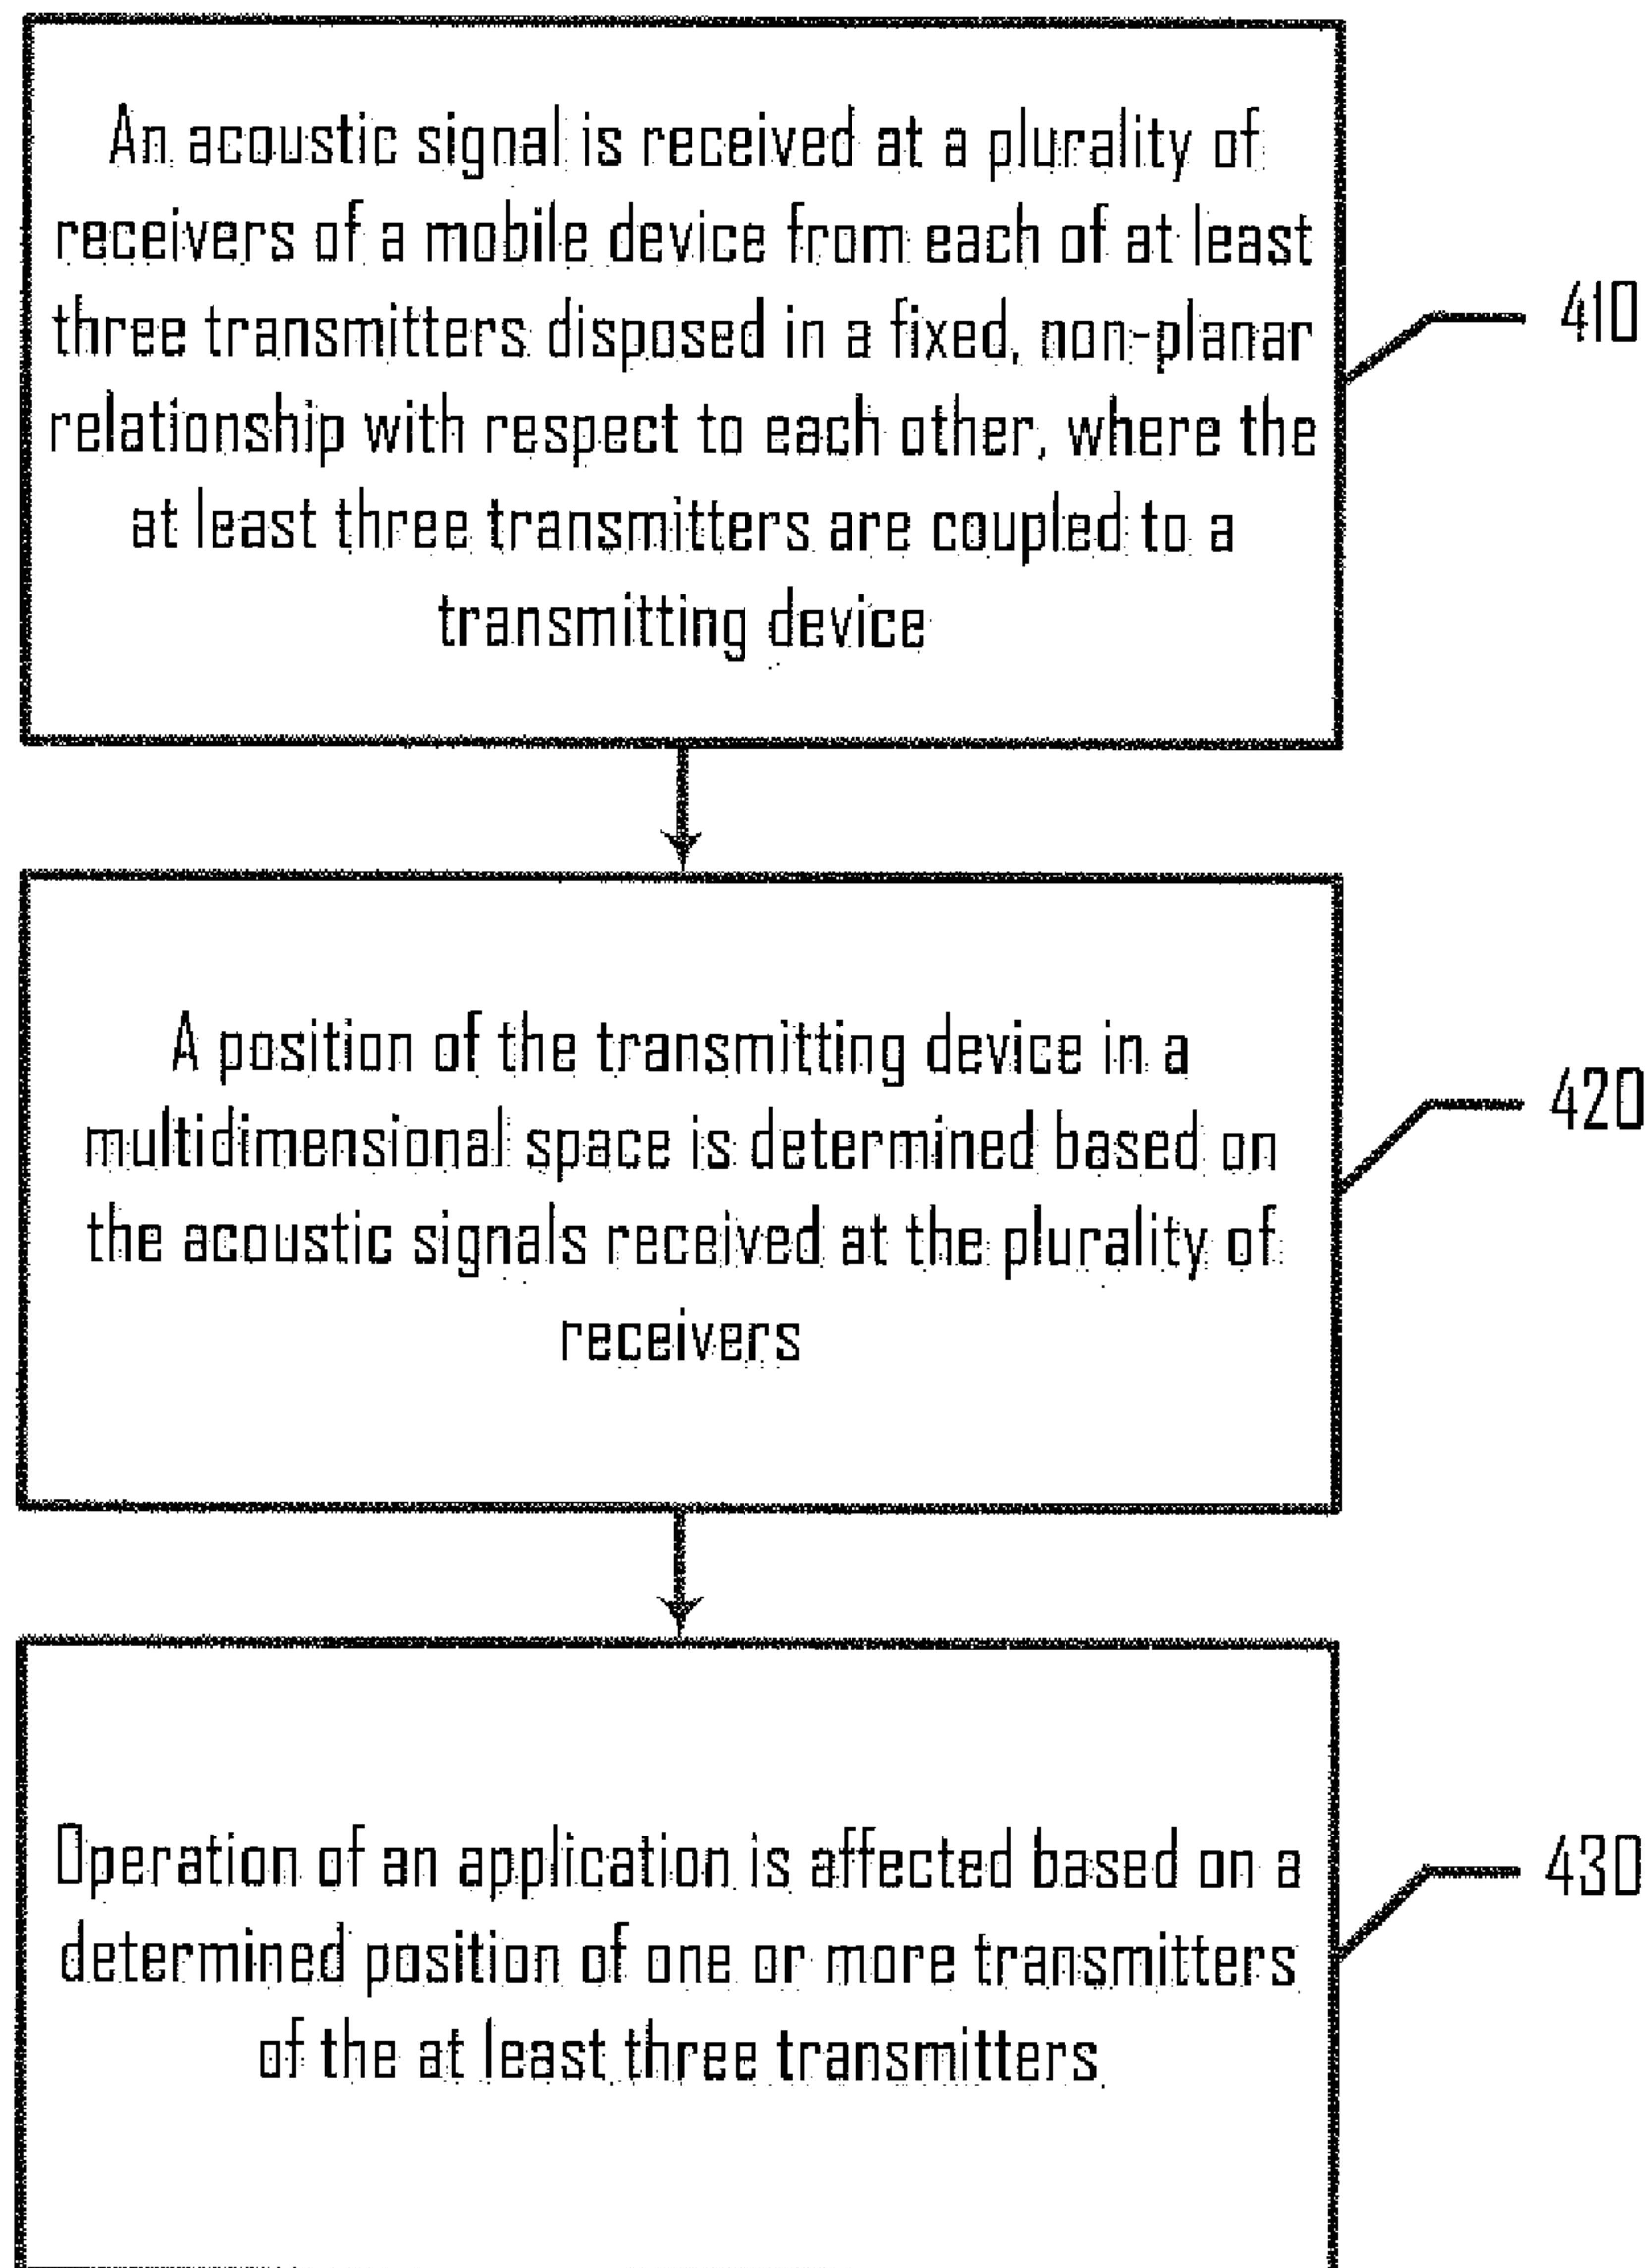 An acoustic signal is received at a plurality of
receivers of a mobile device from each of at least
three transmitters disposed in a fixed, non-planar
relationship with respect to each other, where the
at least three transmitters are coupled to a
transmitting device
410
A position of the transmitting device in a
multidimensional space is determined based on
the acoustic signals received at the plurality of
receivers
420
Operation of an application is affected based on a
determined position of one or more transmitters
of the at least three transmitters
430